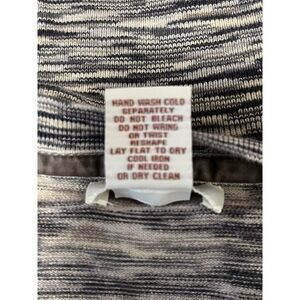 HAND WASH COLD
SEPARATELY
DO NOT BLEACH
DO NOT WRING
OR TWIST
RESHAPE
LAY FLAT TO DRY
COOL IRON
IF NEEDED
OR DRY CLEAN